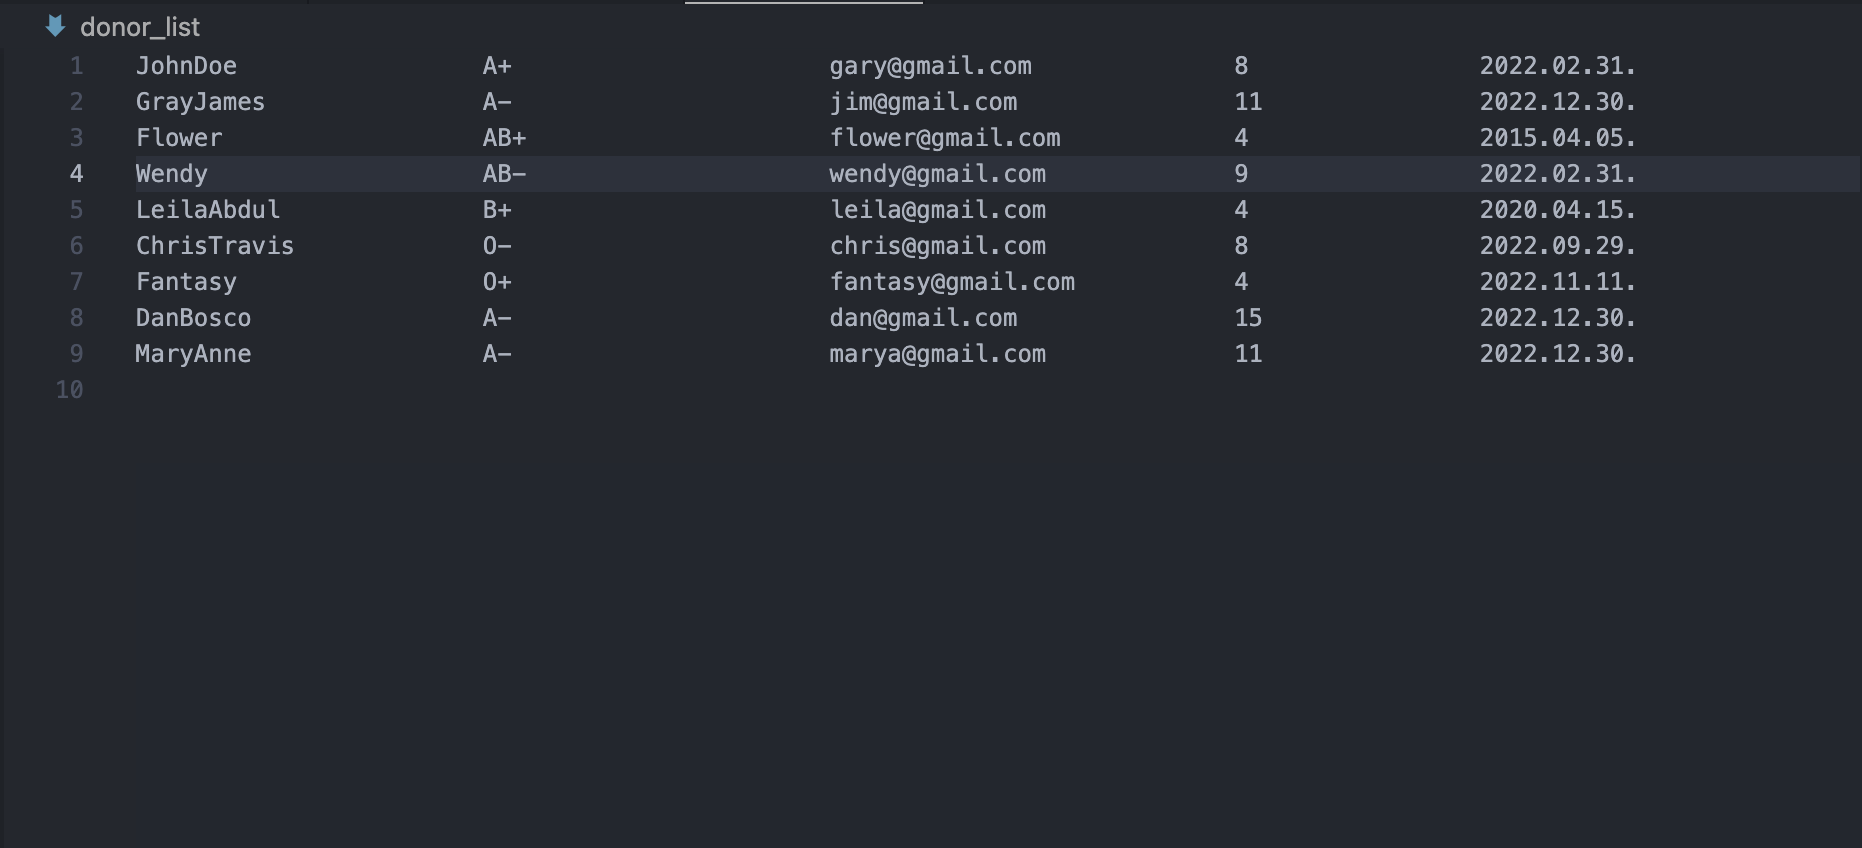 donor_list
1 JohnDoe A+ gary@gmail.com 8 2022.02.31.
2 GrayJames A- jim@gmail.com 11 2022.12.30.
3 Flower AB+ flower@gmail.com 4 2015.04.05.
4 Wendy AB- wendy@gmail.com 9 2022.02.31.
5 LeilaAbdul B+ leila@gmail.com 4 2020.04.15.
6 ChrisTravis O- chris@gmail.com 8 2022.09.29.
7 Fantasy O+ fantasy@gmail.com 4 2022.11.11.
8 DanBosco A- dan@gmail.com 15 2022.12.30.
9 MaryAnne A- marya@gmail.com 11 2022.12.30.
10